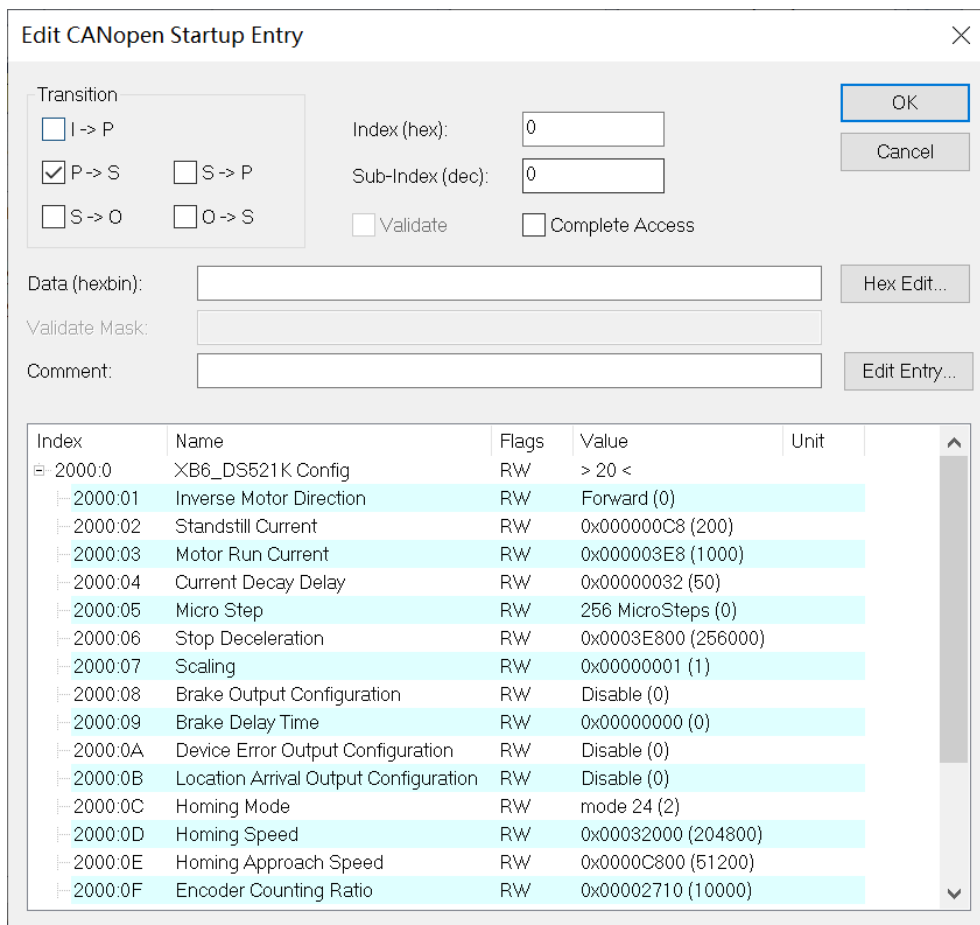 Edit CANopen Startup Entry
Transition
I -> P
P -> S
S -> P
S -> O
O -> S
Index (hex):
0
Sub-Index (dec):
0
Validate
Complete Access
OK
Cancel
Data (hexbin):
Hex Edit...
Validate Mask:
Comment:
Edit Entry...
Index Name Flags Value Unit
2000:0 XB6_DS521K Config RW > 20 <
2000:01 Inverse Motor Direction RW Forward (0)
2000:02 Standstill Current RW 0x000000C8 (200)
2000:03 Motor Run Current RW 0x000003E8 (1000)
2000:04 Current Decay Delay RW 0x00000032 (50)
2000:05 Micro Step RW 256 MicroSteps (0)
2000:06 Stop Deceleration RW 0x0003E800 (256000)
2000:07 Scaling RW 0x00000001 (1)
2000:08 Brake Output Configuration RW Disable (0)
2000:09 Brake Delay Time RW 0x00000000 (0)
2000:0A Device Error Output Configuration RW Disable (0)
2000:0B Location Arrival Output Configuration RW Disable (0)
2000:0C Homing Mode RW mode 24 (2)
2000:0D Homing Speed RW 0x00032000 (204800)
2000:0E Homing Approach Speed RW 0x0000C800 (51200)
2000:0F Encoder Counting Ratio RW 0x00002710 (10000)